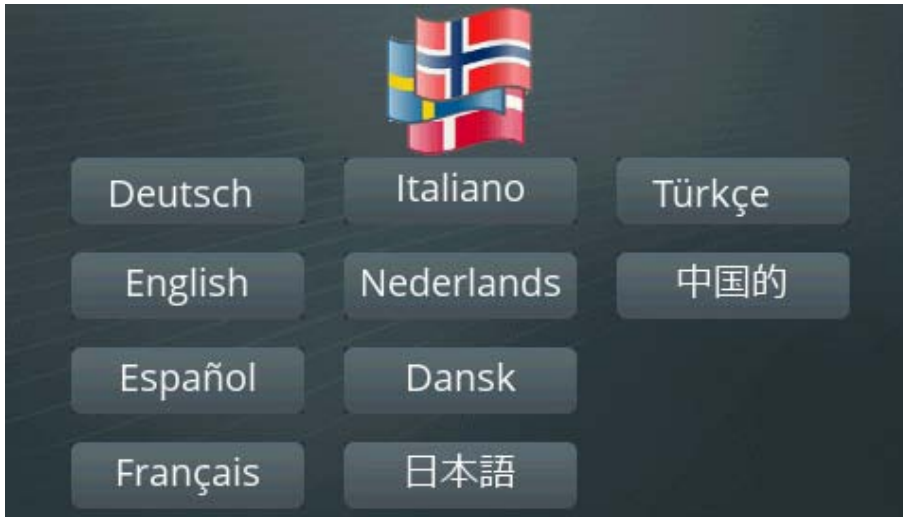 Deutsch
Italiano
Türkçe
English
Nederlands
中国的
Español
Dansk
Français
日本語